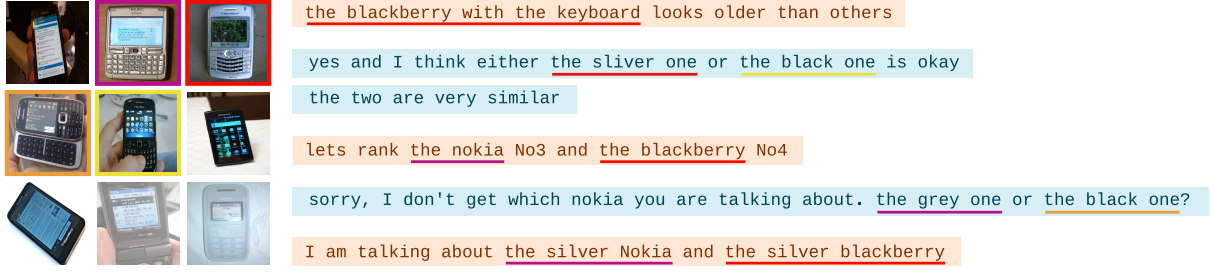 the blackberry with the keyboard looks older than others
yes and I think either the sliver one or the black one is okay
the two are very similar
lets rank the nokia No3 and the blackberry No4
sorry, I don't get which nokia you are talking about. the grey one or the black one?
I am talking about the silver Nokia and the silver blackberry